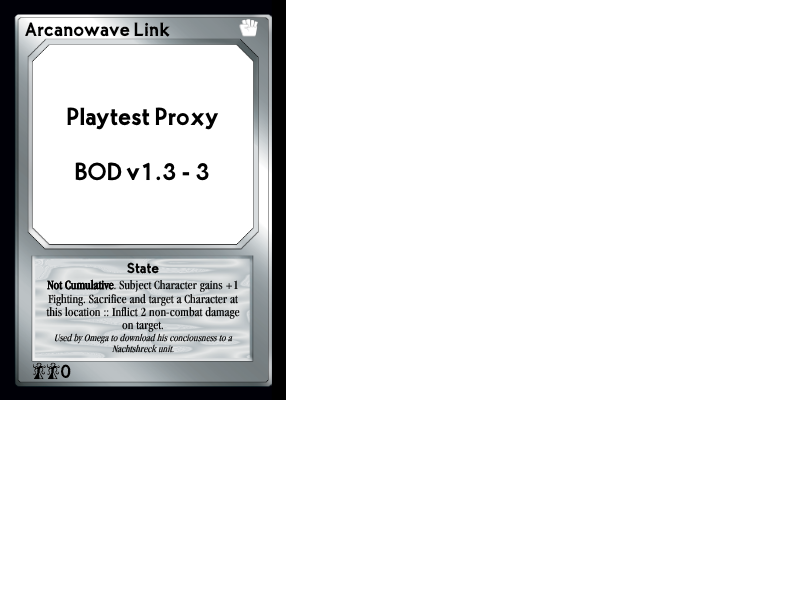 Arcanowave Link
Playtest Proxy
BOD v1.3 - 3
State
Not Cumulative. Subject Character gains +1
Fighting. Sacrifice and target a Character at
this location :: Inflict 2 non-combat damage
on target.
Used by Omega to download his conciousness to a
Nachtshreck unit.
0